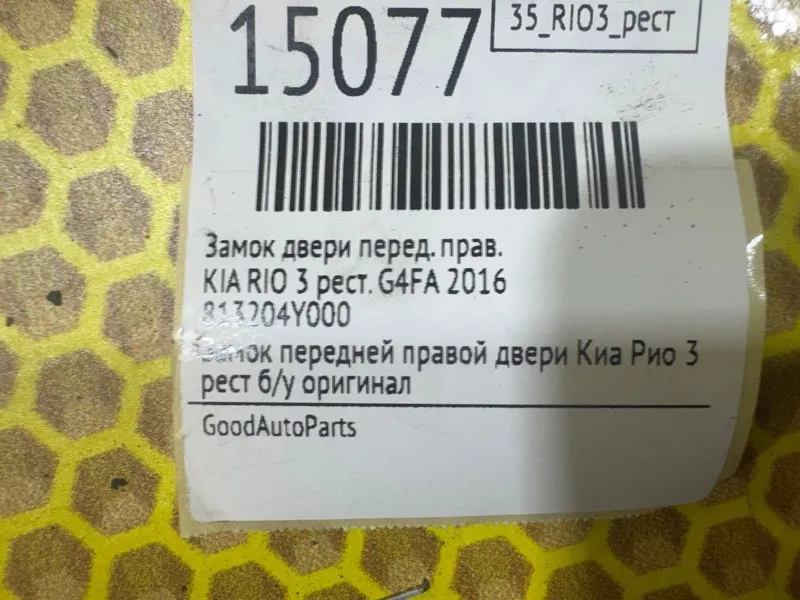 15077
35_RIO3_рест
Замок двери перед. прав.
KIA RIO 3 рест. G4FA 2016
813204Y000
Замок передней правой двери Киа Рио 3
рест б/у оригинал
GoodAutoParts